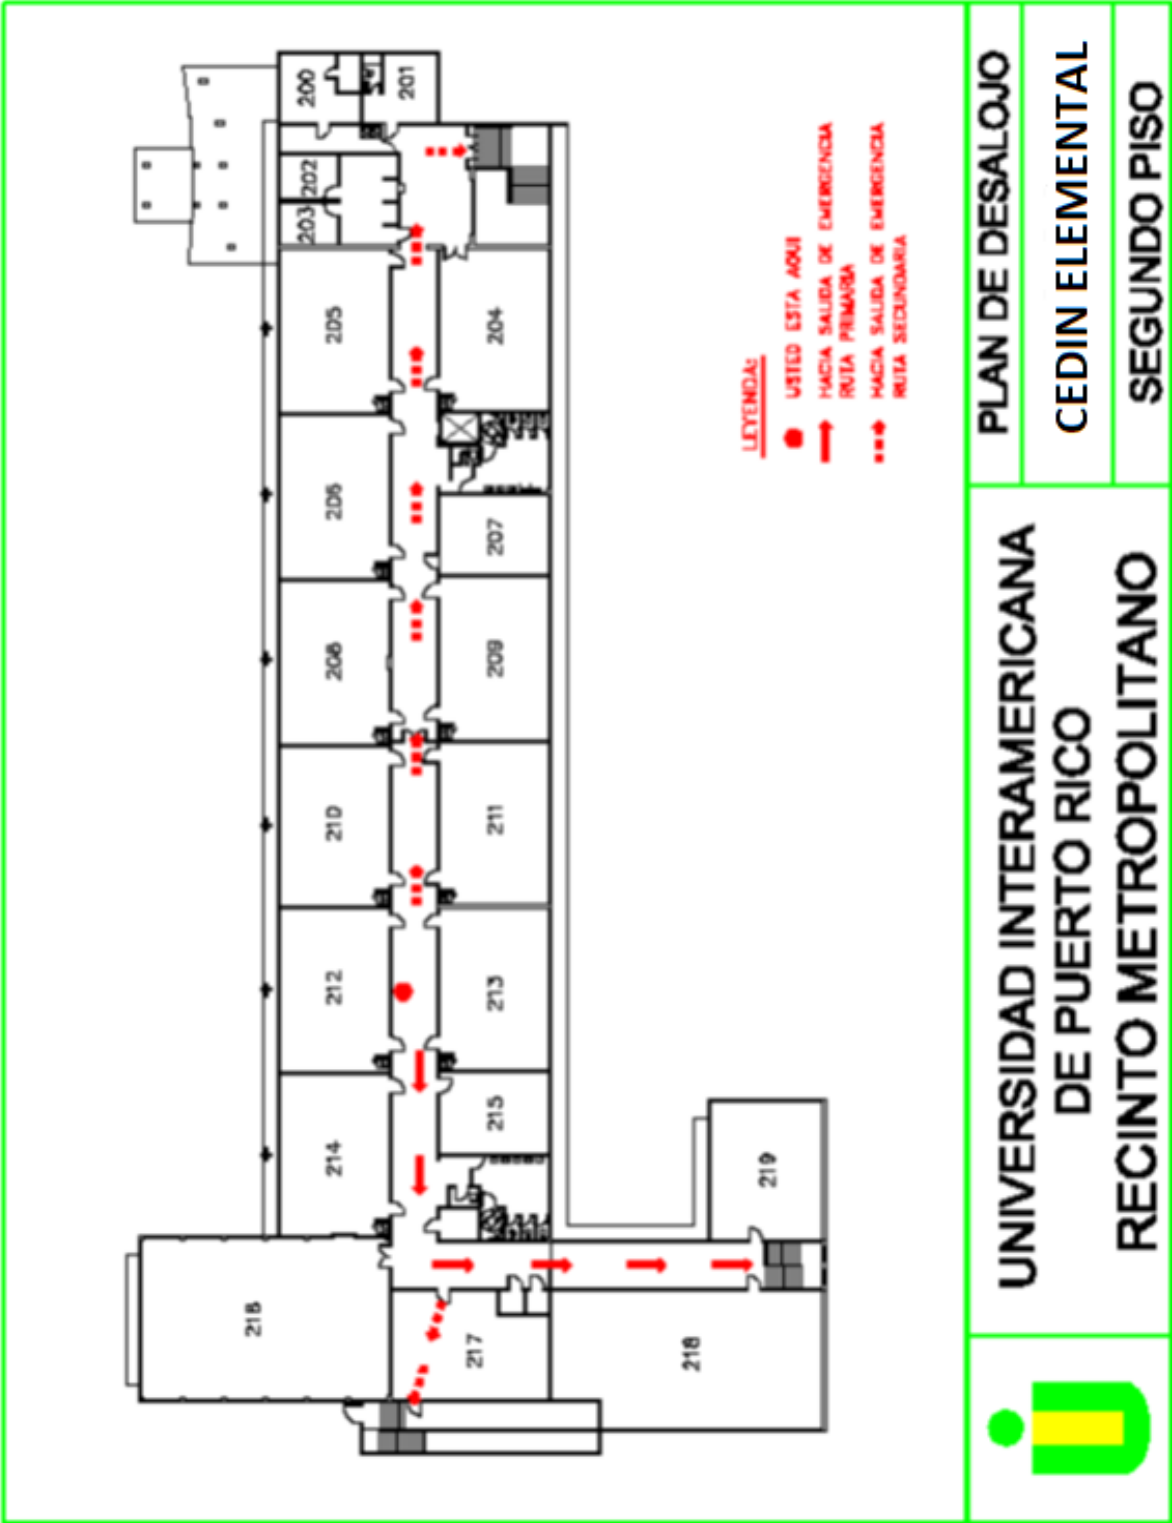 PLAN DE DESALOJO
CEDIN ELEMENTAL
SEGUNDO PISO
UNIVERSIDAD INTERAMERICANA
DE PUERTO RICO
RECINTO METROPOLITANO
LEYENDA:
USTED ESTA AQUI
HACIA SALIDA DE EMERGENCIA
RUTA PRIMARIA
HACIA SALIDA DE EMERGENCIA
RUTA SECUNDARIA
200
201
202
203
205
204
206
207
208
209
210
211
212
213
214
215
216
217
218
219